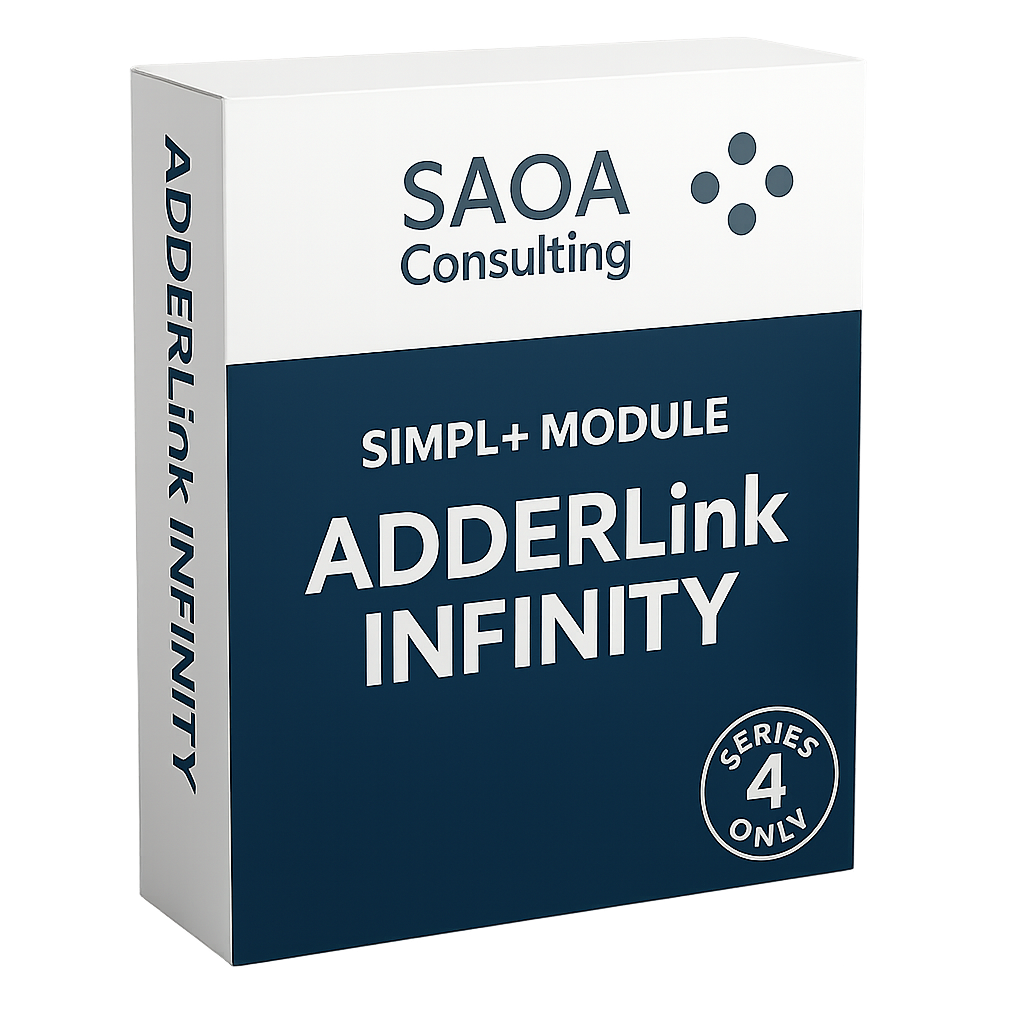 ADDERLink INFINITY
SAOA
Consulting
SIMPL+ MODULE
ADDERLink
INFINITY
SERIES
4
ONLY